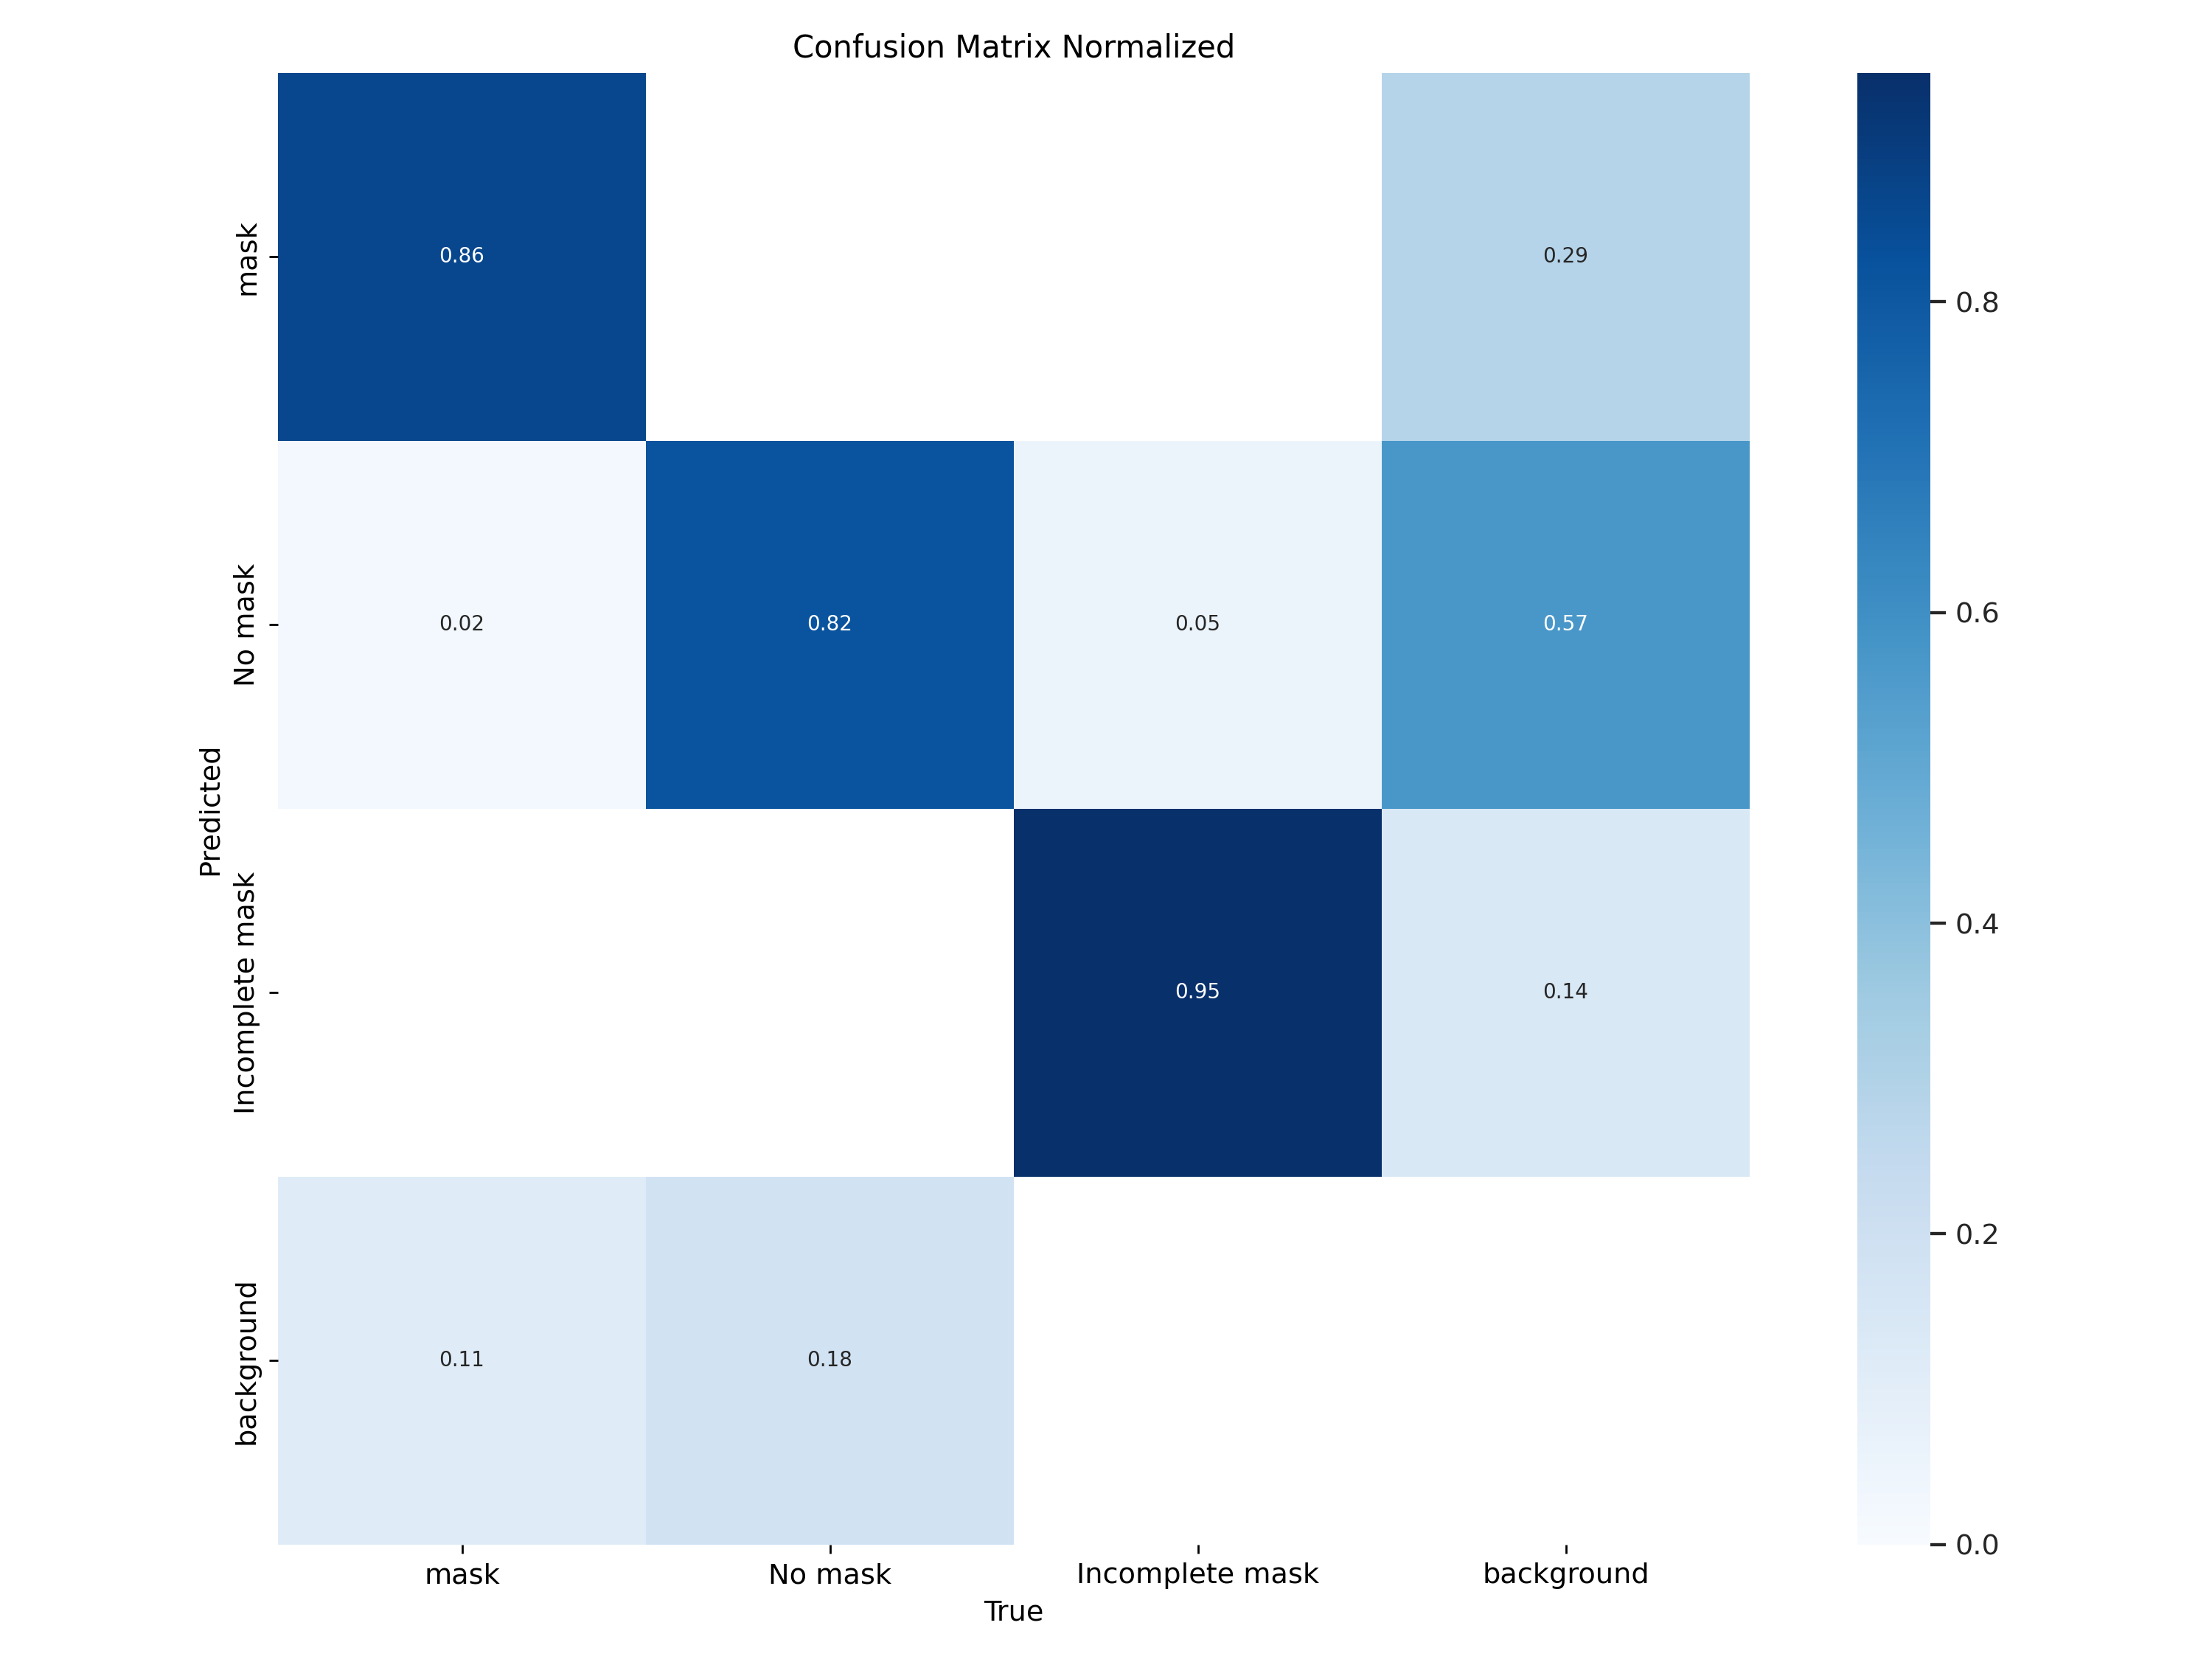 Confusion Matrix Normalized
mask
0.86
0.29
0.8
No mask
0.02
0.82
0.05
0.57
0.6
Predicted
Incomplete mask
0.95
0.14
0.4
background
0.11
0.18
0.2
0.0
mask
No mask
Incomplete mask
background
True